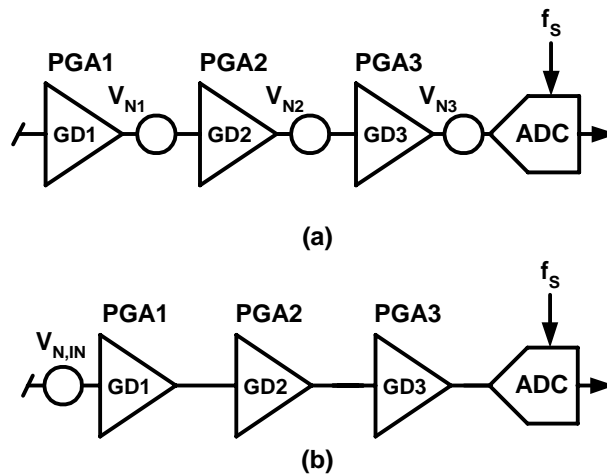 f_S
PGA1 PGA2 PGA3
V_N1 V_N2 V_N3
GD1 GD2 GD3 ADC
(a)
f_S
PGA1 PGA2 PGA3
V_N,IN
GD1 GD2 GD3 ADC
(b)